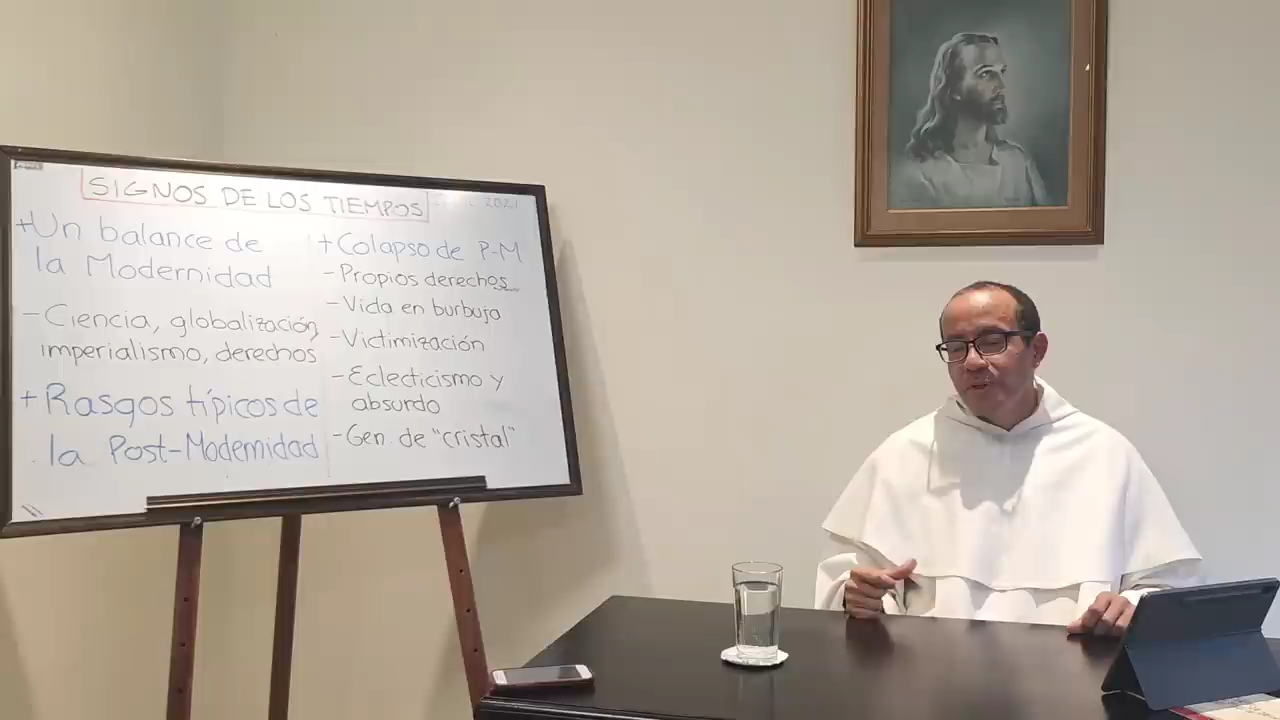 SIGNOS DE LOS TIEMPOS
2021
+Un balance de
la Modernidad
-Ciencia, globalización,
imperialismo, derechos
+Rasgos típicos de
la Post-Modernidad
+Colapso de P-M
-Propios derechos
-Vida en burbuja
-Victimización
-Eclecticismo y
absurdo
-Gen. de "cristal"